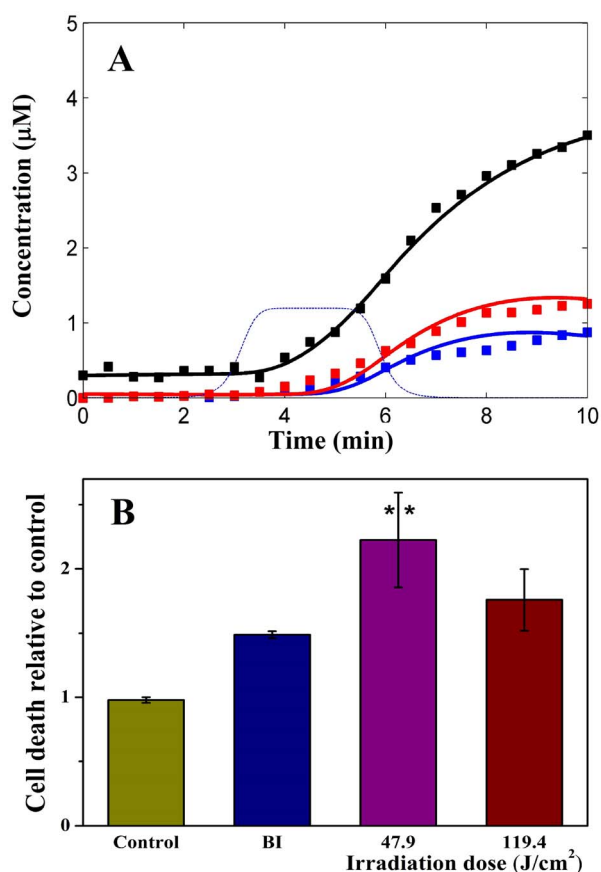 A
Concentration (μM)
5
4
3
2
1
0
0 2 4 6 8 10
Time (min)
B
Cell death relative to control
2
1
0
**
Control BI 47.9 119.4
Irradiation dose (J/cm²)